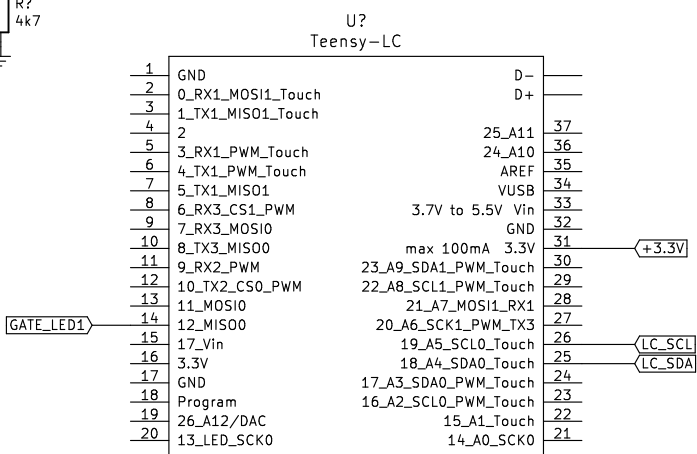 R?
4k7
U?
Teensy-LC
1 GND
D-
2 0_RX1_MOSI1_Touch
D+
3 1_TX1_MISO1_Touch
4 2
25_A11 37
5 3_RX1_PWM_Touch
24_A10 36
6 4_TX1_PWM_Touch
AREF 35
7 5_TX1_MISO1
VUSB 34
8 6_RX3_CS1_PWM
3.7V to 5.5V Vin 33
9 7_RX3_MOSI0
GND 32
10 8_TX3_MISO0
max 100mA 3.3V 31 +3.3V
11 9_RX2_PWM
23_A9_SDA1_PWM_Touch 30
12 10_TX2_CS0_PWM
22_A8_SCL1_PWM_Touch 29
13 11_MOSI0
21_A7_MOSI1_RX1 28
GATE_LED1 14 12_MISO0
20_A6_SCK1_PWM_TX3 27
15 17_Vin
19_A5_SCL0_Touch 26 LC_SCL
16 3.3V
18_A4_SDA0_Touch 25 LC_SDA
17 GND
17_A3_SDA0_PWM_Touch 24
18 Program
16_A2_SCL0_PWM_Touch 23
19 26_A12/DAC
15_A1_Touch 22
20 13_LED_SCK0
14_A0_SCK0 21